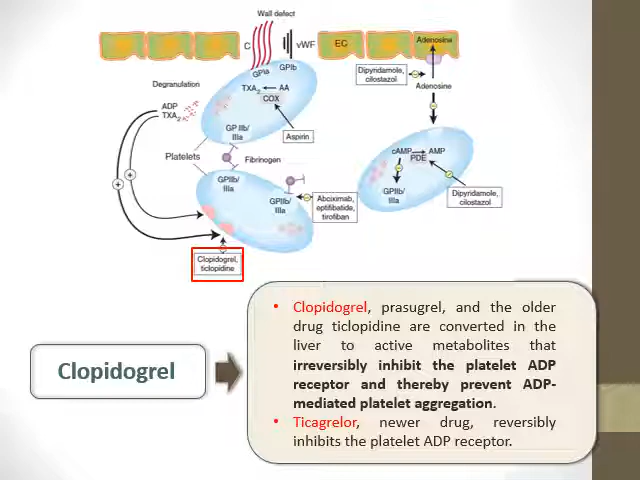 Wall defect
C
vWF
EC
Adenosine
GPIa
GPIb
Dipyridamole,
cilostazol
Adenosine
Degranulation
TXA2
AA
COX
ADP
TXA2
Aspirin
GP IIb/
IIIa
Platelets
Fibrinogen
cAMP
AMP
PDE
GPIIb/
IIIa
GPIIb/
IIIa
GPIIb/
IIIa
Abciximab,
eptifibatide,
tirofiban
Dipyridamole,
cilostazol
+
+
Clopidogrel,
ticlopidine
Clopidogrel
• Clopidogrel, prasugrel, and the older
drug ticlopidine are converted in the
liver to active metabolites that
irreversibly inhibit the platelet ADP
receptor and thereby prevent ADP-
mediated platelet aggregation.
• Ticagrelor, newer drug, reversibly
inhibits the platelet ADP receptor.